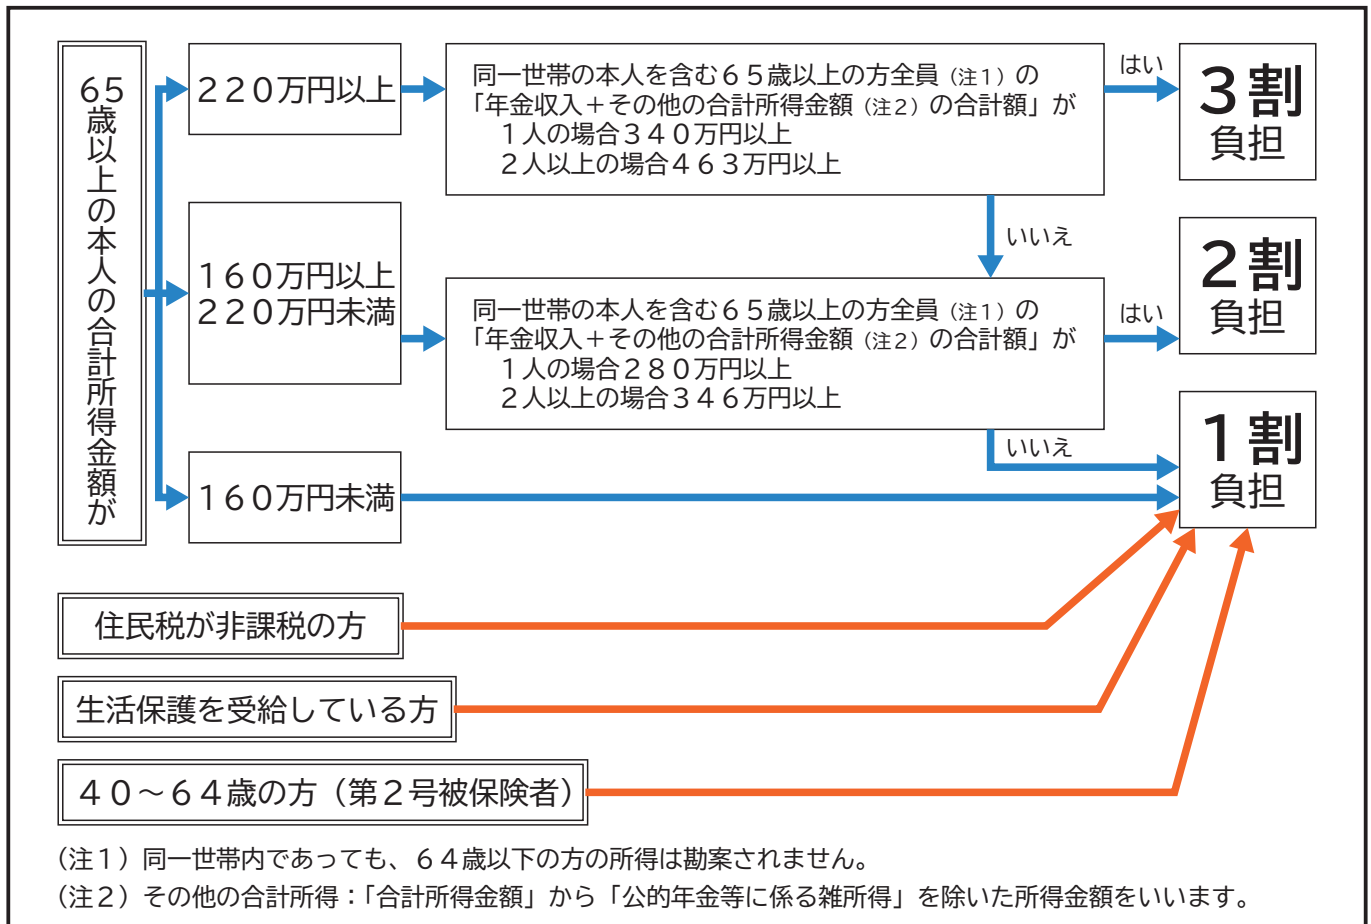 65歳以上の本人の合計所得金額が
220万円以上
同一世帯の本人を含む65歳以上の方全員(注1)の
「年金収入+その他の合計所得金額(注2)の合計額」が
1人の場合340万円以上
2人以上の場合463万円以上
はい
3割
負担
いいえ
160万円以上
220万円未満
同一世帯の本人を含む65歳以上の方全員(注1)の
「年金収入+その他の合計所得金額(注2)の合計額」が
1人の場合280万円以上
2人以上の場合346万円以上
はい
2割
負担
いいえ
160万円未満
1割
負担
住民税が非課税の方
生活保護を受給している方
40~64歳の方(第2号被保険者)
(注1)同一世帯内であっても、64歳以下の方の所得は勘案されません。
(注2)その他の合計所得:「合計所得金額」から「公的年金等に係る雑所得」を除いた所得金額をいいます。